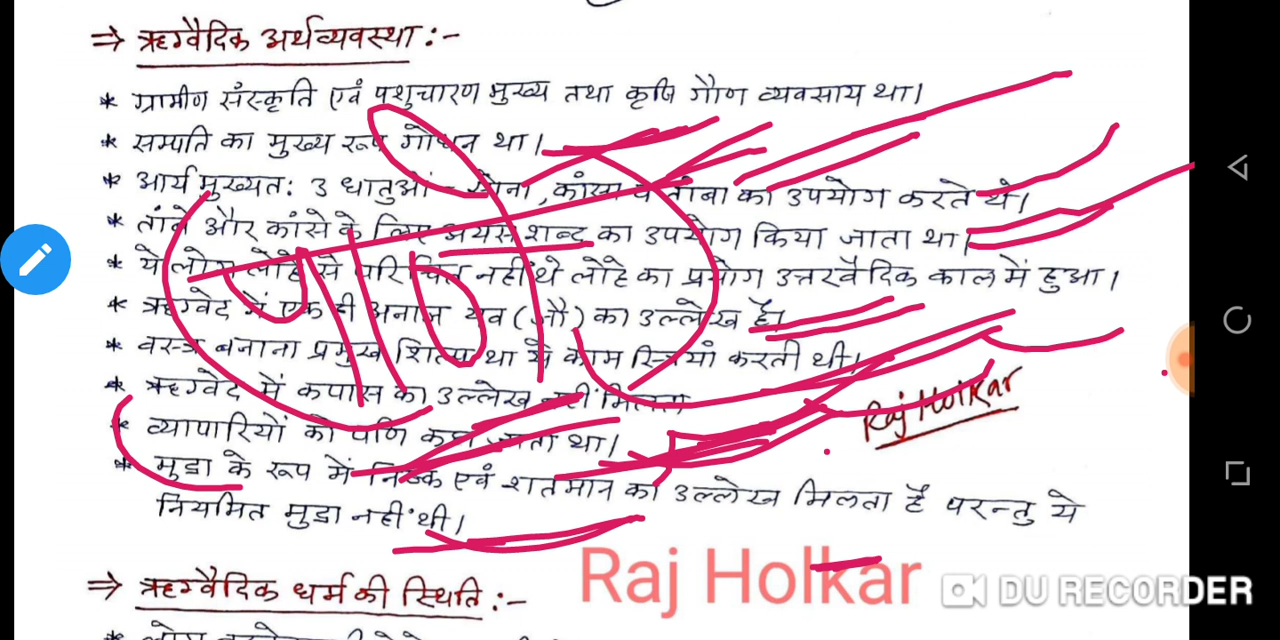 ⇒ ऋग्वैदिक अर्थव्यवस्था :-
* ग्रामीण संस्कृति एवं पशुचारण मुख्य तथा कृषि गौण व्यवसाय था।
* सम्पति का मुख्य रूप गोधन था।
* आर्य मुख्यत: 3 धातुओं - सोना, कांसा व तांबा का उपयोग करते थे।
* तांबे और कांसे के लिए अयस शब्द का उपयोग किया जाता था।
* ये लोग लोहे से परिचित नहीं थे लोहे का प्रयोग उत्तरवैदिक काल में हुआ।
* ऋग्वेद में एक ही अनाज यव (जौ) का उल्लेख है।
* वस्त्र बनाना प्रमुख शिल्प था ये काम स्त्रियां करती थी।
* ऋग्वेद में कपास का उल्लेख नहीं मिलता
* व्यापारियों को पणि कहा जाता था।
* मुद्रा के रूप में निष्क एवं शतमान का उल्लेख मिलता है परन्तु ये
नियमित मुद्रा नहीं थी।
Raj Holkar
Raj Holkar
DU RECORDER
⇒ ऋग्वैदिक धर्म की स्थिति :-